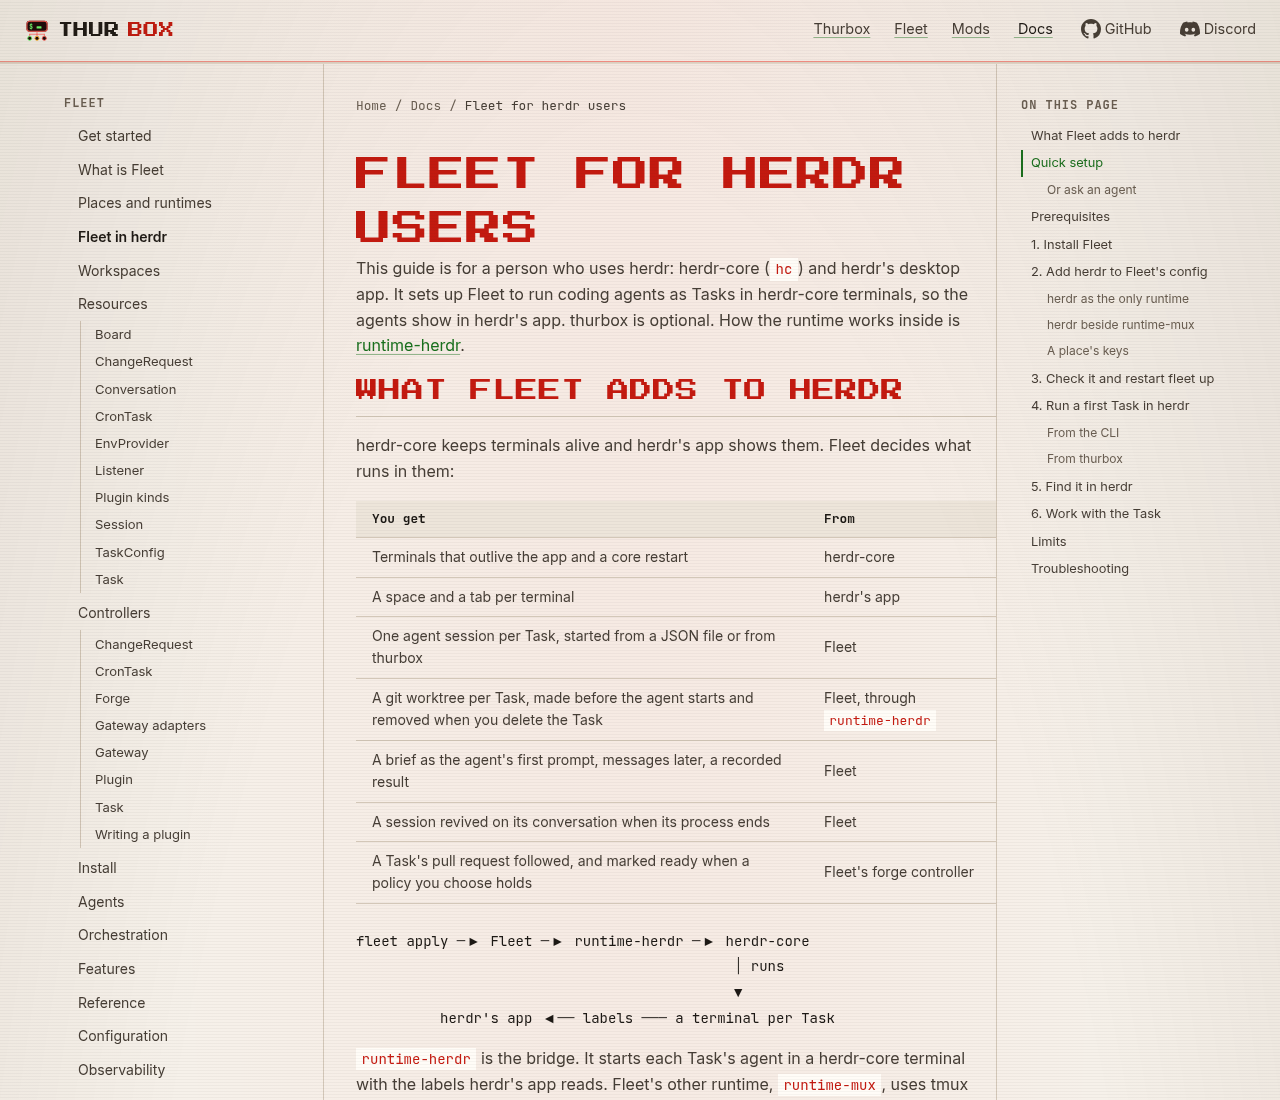 THUR BOX
Thurbox
Fleet
Mods
Docs
GitHub
Discord
FLEET
Get started
What is Fleet
Places and runtimes
Fleet in herdr
Workspaces
Resources
Board
ChangeRequest
Conversation
CronTask
EnvProvider
Listener
Plugin kinds
Session
TaskConfig
Task
Controllers
ChangeRequest
CronTask
Forge
Gateway adapters
Gateway
Plugin
Task
Writing a plugin
Install
Agents
Orchestration
Features
Reference
Configuration
Observability
Home / Docs / Fleet for herdr users
FLEET FOR HERDR
USERS
This guide is for a person who uses herdr: herdr-core ( hc ) and herdr's desktop
app. It sets up Fleet to run coding agents as Tasks in herdr-core terminals, so the
agents show in herdr's app. thurbox is optional. How the runtime works inside is
runtime-herdr.
WHAT FLEET ADDS TO HERDR
herdr-core keeps terminals alive and herdr's app shows them. Fleet decides what
runs in them:
You get From
Terminals that outlive the app and a core restart herdr-core
A space and a tab per terminal herdr's app
One agent session per Task, started from a JSON file or from
thurbox
Fleet
A git worktree per Task, made before the agent starts and
removed when you delete the Task
Fleet, through
runtime-herdr
A brief as the agent's first prompt, messages later, a recorded
result
Fleet
A session revived on its conversation when its process ends Fleet
A Task's pull request followed, and marked ready when a
policy you choose holds
Fleet's forge controller
fleet apply ─► Fleet ─► runtime-herdr ─► herdr-core
│ runs
▼
herdr's app ◄── labels ─── a terminal per Task
runtime-herdr is the bridge. It starts each Task's agent in a herdr-core terminal
with the labels herdr's app reads. Fleet's other runtime, runtime-mux , uses tmux
ON THIS PAGE
What Fleet adds to herdr
Quick setup
Or ask an agent
Prerequisites
1. Install Fleet
2. Add herdr to Fleet's config
herdr as the only runtime
herdr beside runtime-mux
A place's keys
3. Check it and restart fleet up
4. Run a first Task in herdr
From the CLI
From thurbox
5. Find it in herdr
6. Work with the Task
Limits
Troubleshooting